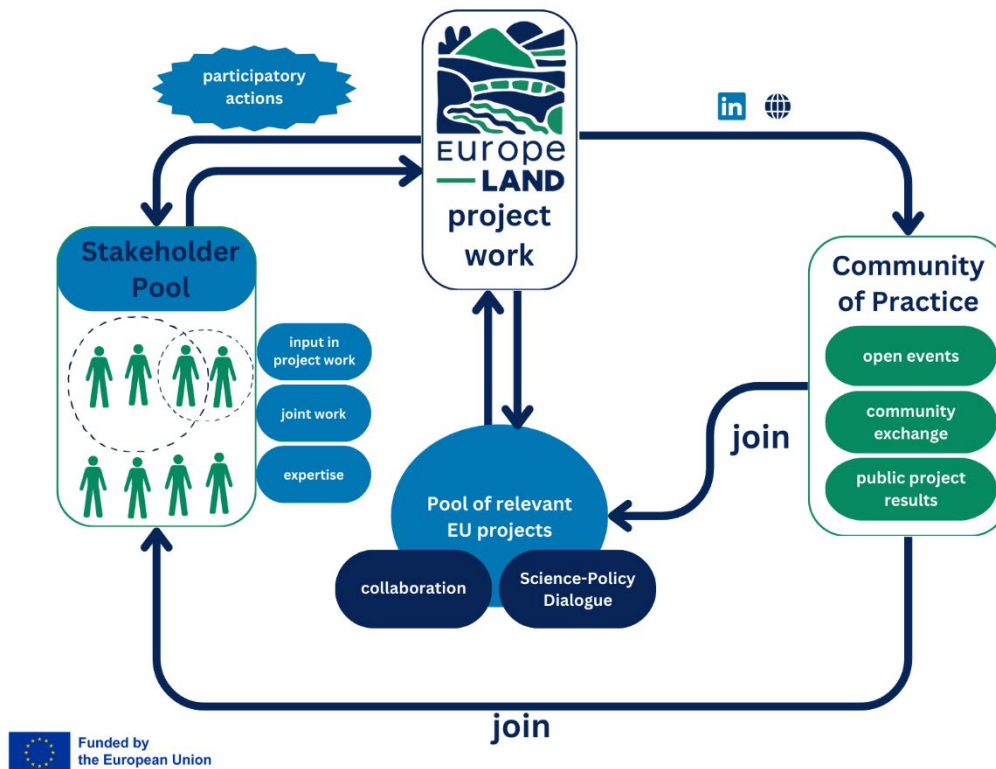 participatory
actions
in
Europe
LAND
project
work
Stakeholder
Pool
input in
project work
joint work
expertise
Community
of Practice
open events
community
exchange
public project
results
join
Pool of relevant
EU projects
collaboration
Science-Policy
Dialogue
join
Funded by
the European Union